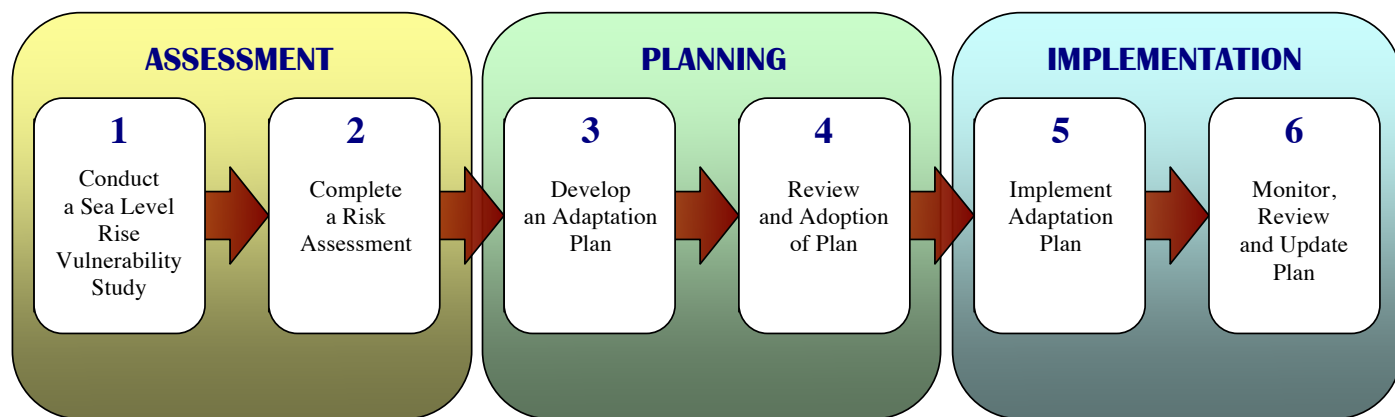 ASSESSMENT
1
Conduct
a Sea Level
Rise
Vulnerability
Study
2
Complete
a Risk
Assessment
PLANNING
3
Develop
an Adaptation
Plan
4
Review
and Adoption
of Plan
IMPLEMENTATION
5
Implement
Adaptation
Plan
6
Monitor,
Review
and Update
Plan